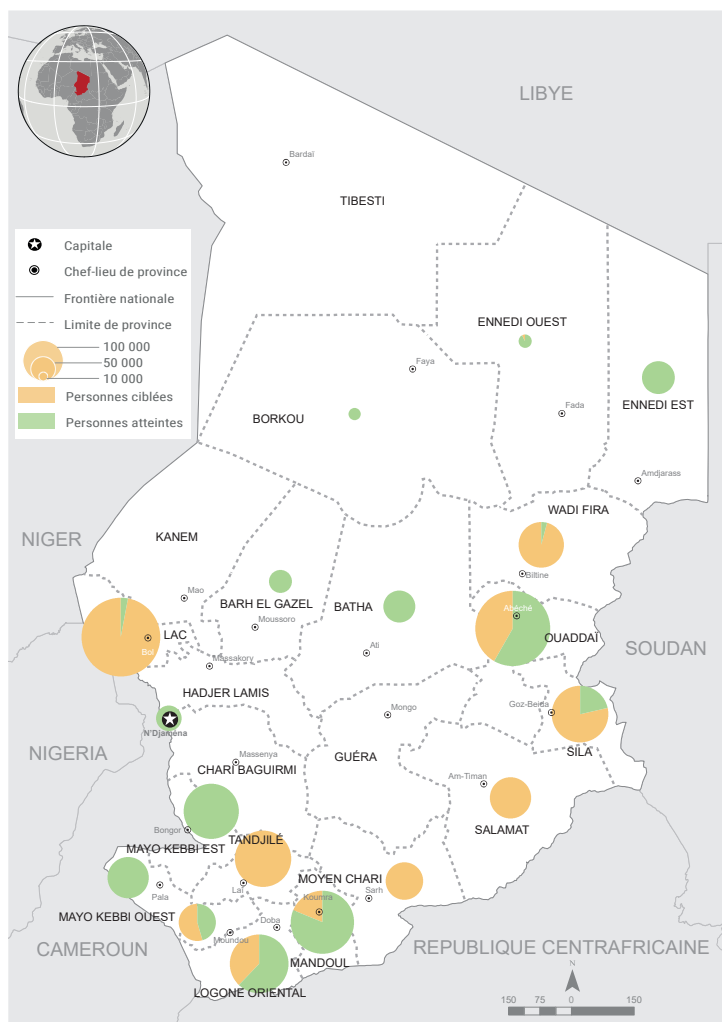 LIBYE
Bardaï
TIBESTI
Capitale
Chef-lieu de province
Frontière nationale
Limite de province
100 000
50 000
10 000
Personnes ciblées
Personnes atteintes
ENNEDI OUEST
Faya
ENNEDI EST
BORKOU
Fada
Amdjarass
WADI FIRA
KANEM
NIGER
Biltine
Mao
BARH EL GAZEL
BATHA
Abéché
Moussoro
LAC
OUADDAÏ
Bol
Ati
SOUDAN
Massakory
HADJER LAMIS
Goz-Beida
Mongo
N'Djamena
SILA
NIGERIA
GUÉRA
Massenya
CHARI BAGUIRMI
Am-Timan
SALAMAT
Bongor
TANDJILÉ
MAYO KEBBI EST
MOYEN CHARI
Laï
Sarh
Pala
Koumra
MAYO KEBBI OUEST
Doba
Moundou
CAMEROUN
REPUBLIQUE CENTRAFRICAINE
MANDOUL
LOGONE ORIENTAL
N
150 75 0 150